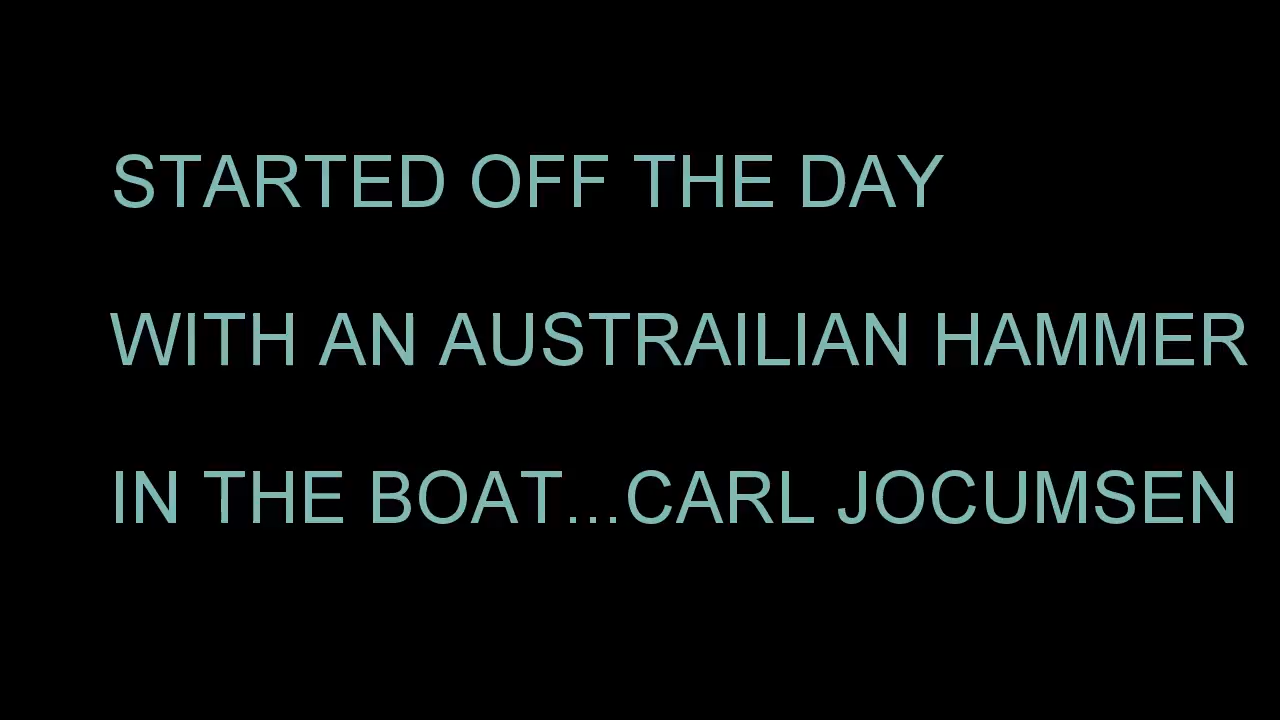 STARTED OFF THE DAY
WITH AN AUSTRAILIAN HAMMER
IN THE BOAT...CARL JOCUMSEN